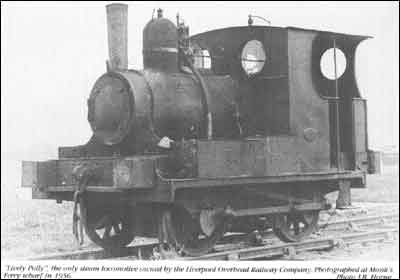 "Lively Polly", the only steam locomotive owned by the Liverpool Overhead Railway Company. Photographed at Monk's
Ferry wharf in 1956. Photo J.B. Horne